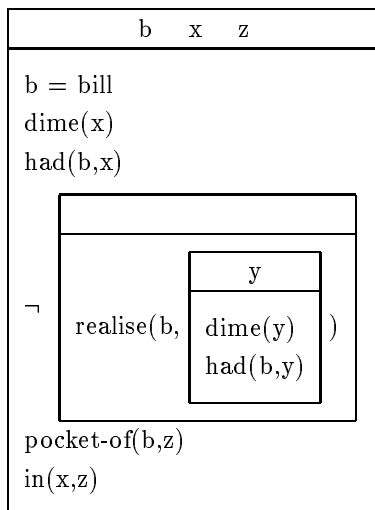 b x z
b = bill
dime(x)
had(b,x)
y
¬ realise(b, dime(y) )
had(b,y)
pocket-of(b,z)
in(x,z)